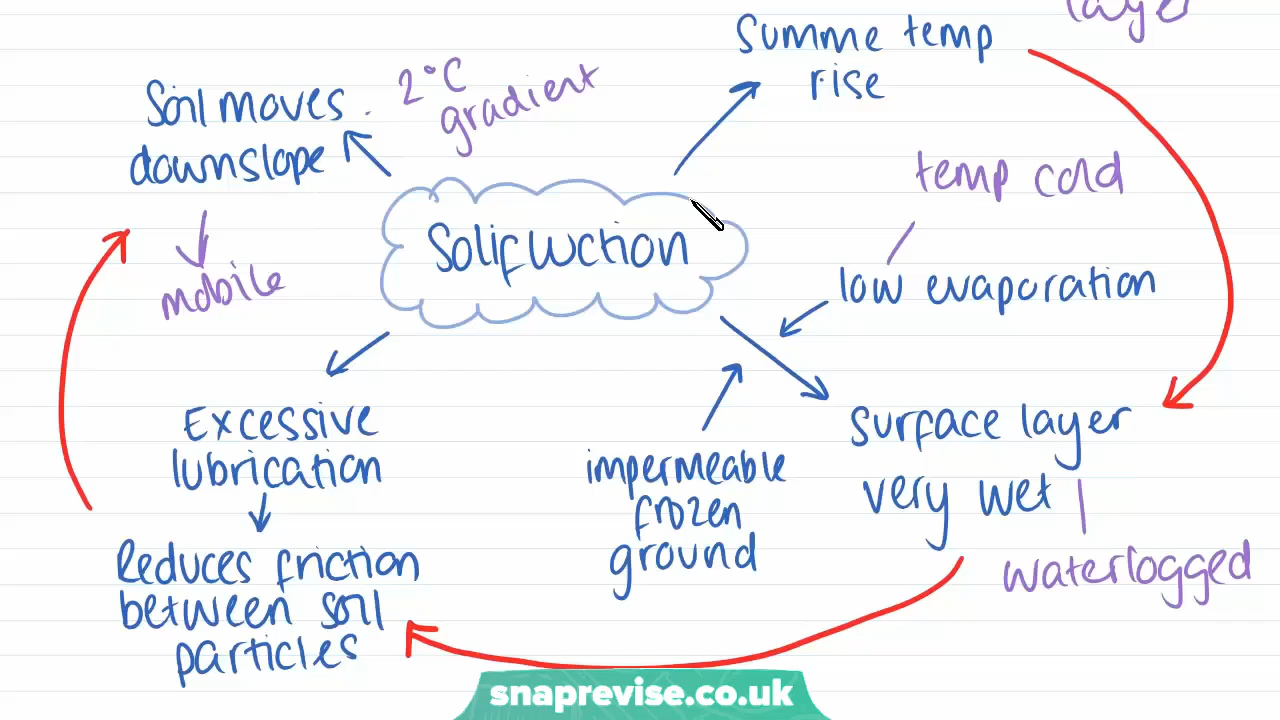 layer
Summe temp
rise
2°C
gradient
Soil moves
downslope
mobile
Solifluction
temp cold
low evaporation
Excessive
lubrication
impermeable
frozen
ground
surface layer
very wet
waterlogged
Reduces friction
between soil
particles
snaprevise.co.uk